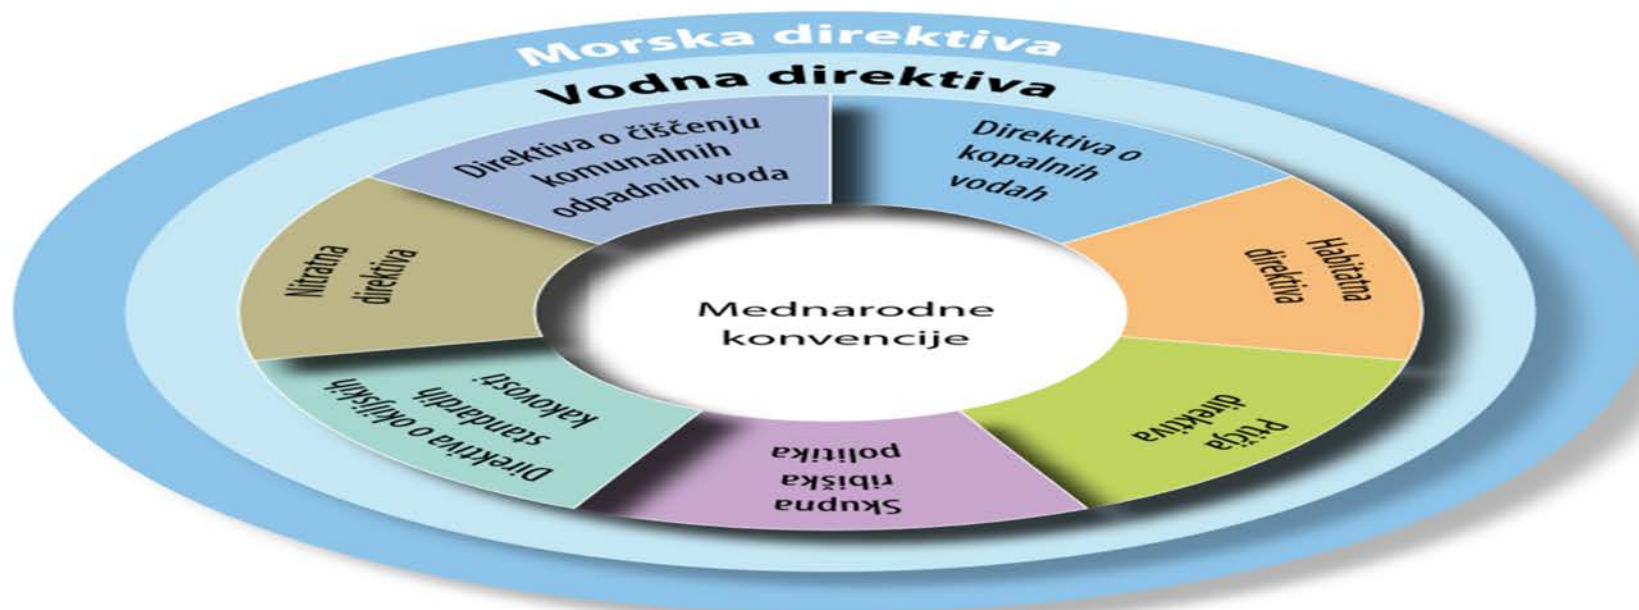 Morska direktiva
Vodna direktiva
Direktiva o čiščenju
komunalnih
odpadnih voda
Direktiva o
kopalnih
vodah
Habitatna
direktiva
Ptičja
direktiva
Skupna
ribiška
politika
Direktiva o okiljskih
standardih
kakovosti
Nitratna
direktiva
Mednarodne
konvencije